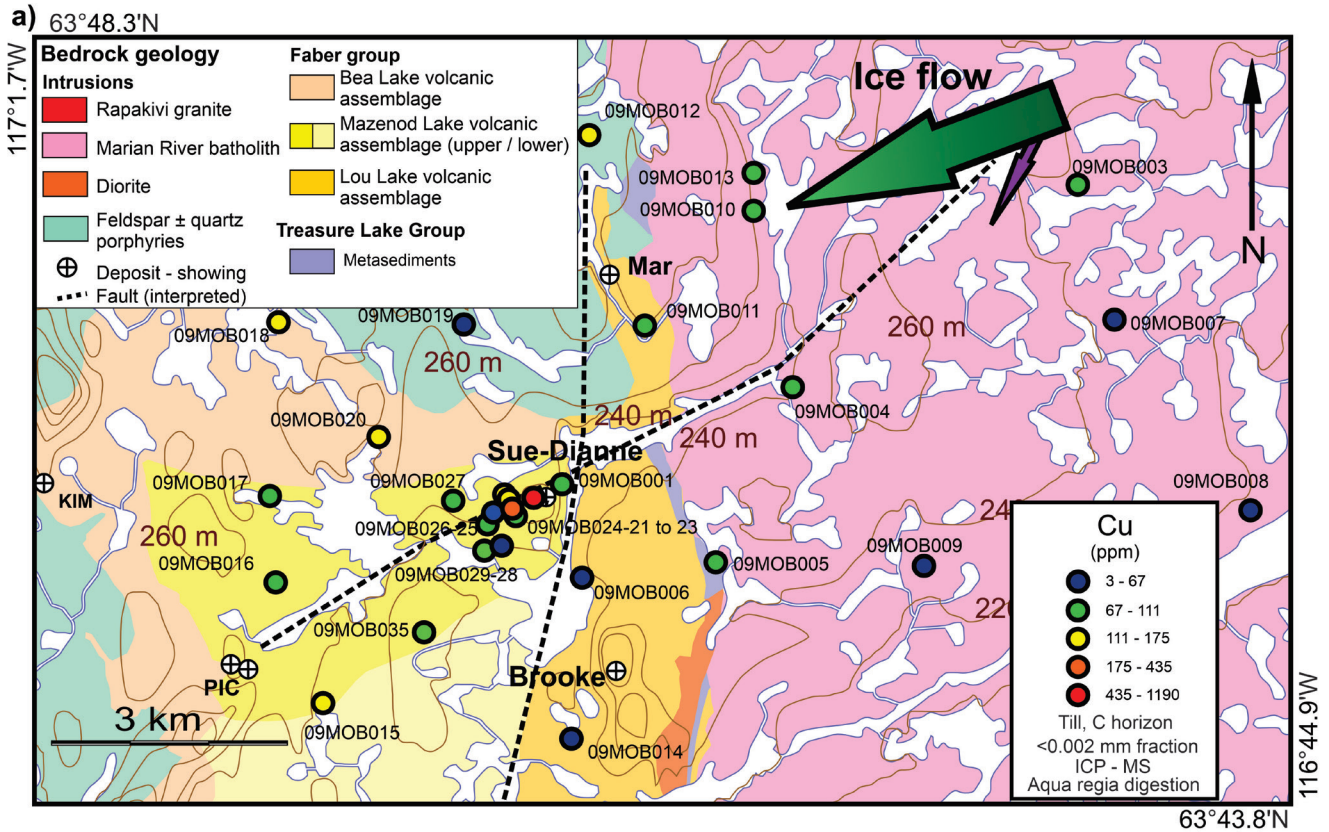 a)
63°48.3'N
117°1.7'W
Bedrock geology
Intrusions
Rapakivi granite
Marian River batholith
Diorite
Feldspar ± quartz
porphyries
Deposit - showing
Fault (interpreted)
Faber group
Bea Lake volcanic
assemblage
Mazenod Lake volcanic
assemblage (upper / lower)
Lou Lake volcanic
assemblage
Treasure Lake Group
Metasediments
Ice flow
N
09MOB012
09MOB013
09MOB010
09MOB003
Mar
09MOB011
09MOB019
09MOB018
260 m
260 m
09MOB007
09MOB020
240 m
240 m
09MOB004
Sue-Dianne
KIM
09MOB017
09MOB027
09MOB001
09MOB008
09MOB026-25
09MOB024-21 to 23
24
260 m
09MOB016
09MOB029-28
09MOB005
09MOB009
09MOB006
22
09MOB035
PIC
Brooke
3 km
09MOB015
09MOB014
Cu
(ppm)
3 - 67
67 - 111
111 - 175
175 - 435
435 - 1190
Till, C horizon
<0.002 mm fraction
ICP - MS
Aqua regia digestion
116°44.9'W
63°43.8'N